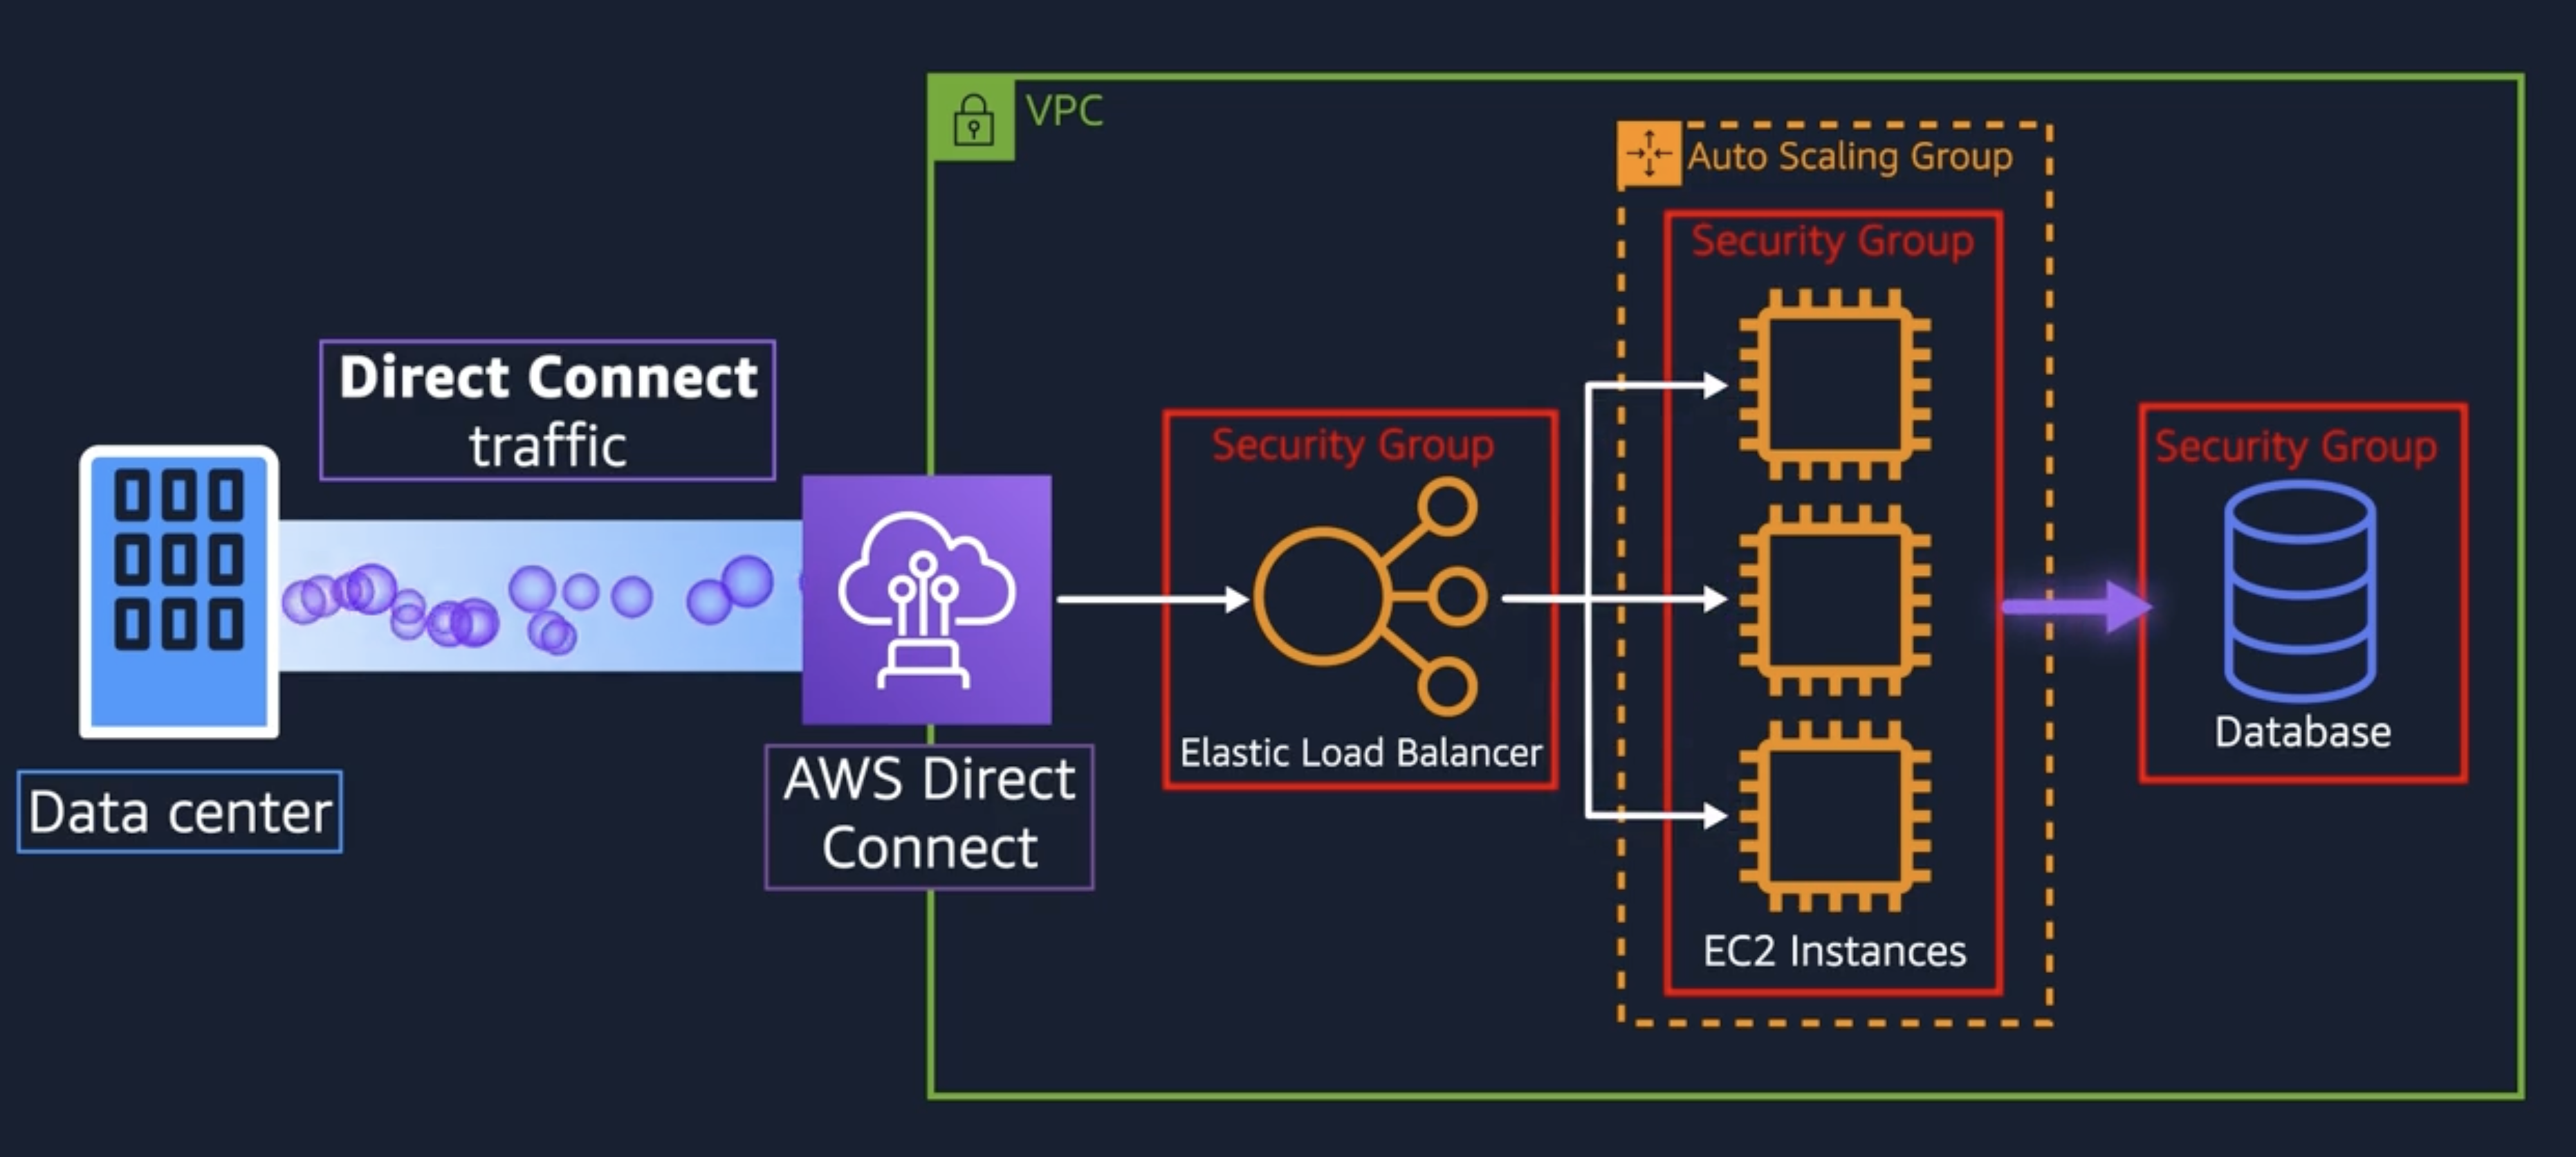 VPC
Auto Scaling Group
Security Group
Direct Connect
traffic
Security Group
Security Group
Elastic Load Balancer
Database
AWS Direct
Connect
Data center
EC2 Instances